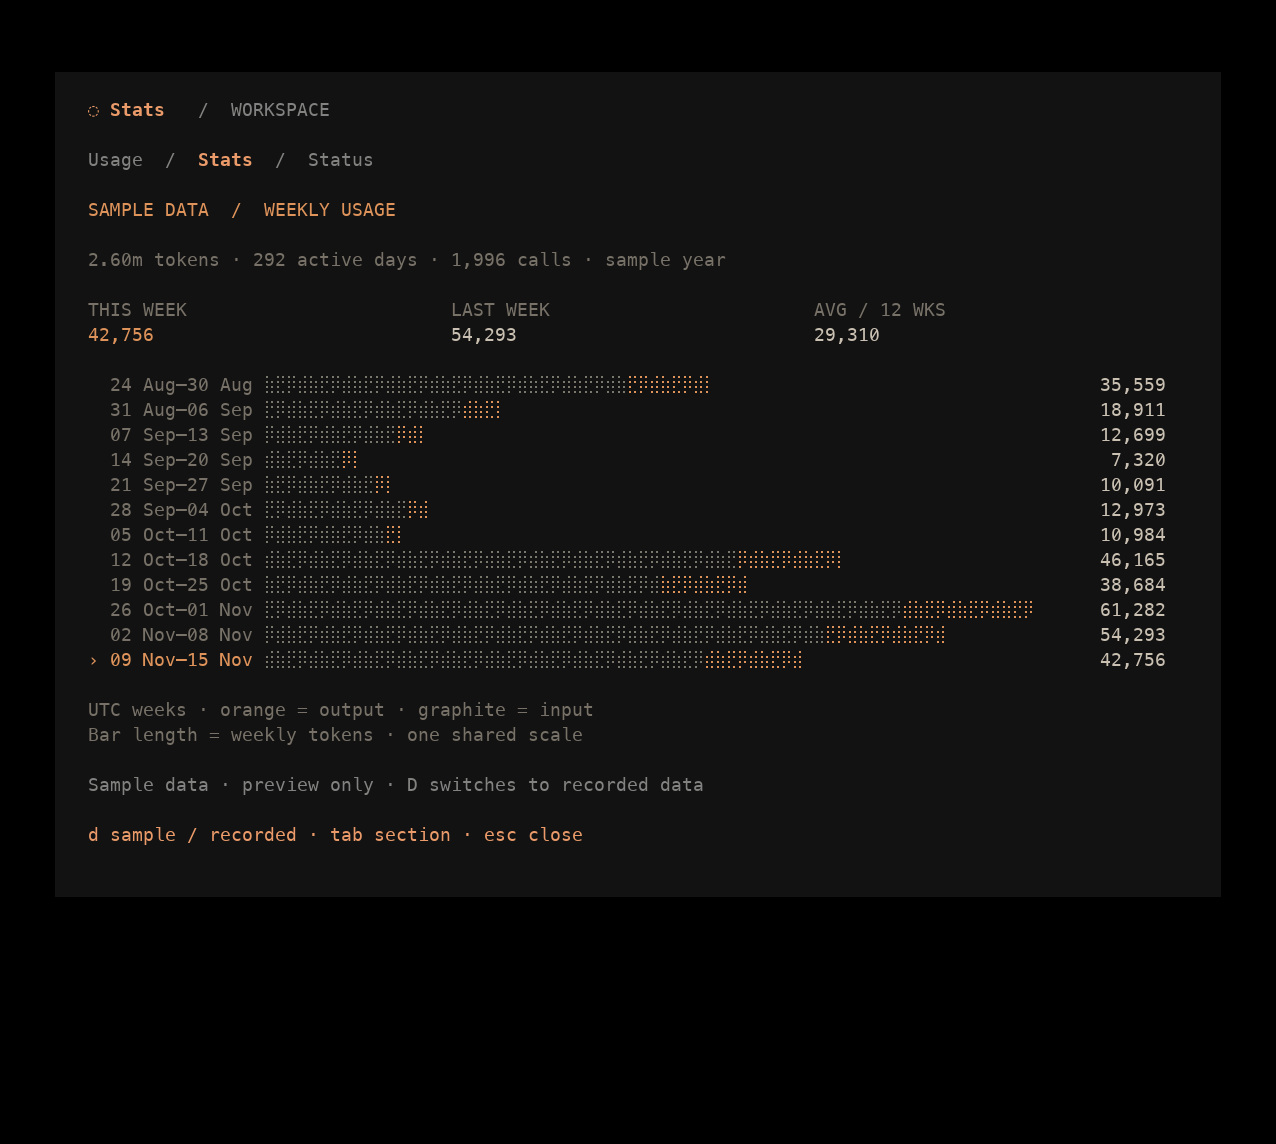 Stats / WORKSPACE
Usage / Stats / Status
SAMPLE DATA / WEEKLY USAGE
2.60m tokens · 292 active days · 1,996 calls · sample year
THIS WEEK LAST WEEK AVG / 12 WKS
42,756 54,293 29,310
24 Aug–30 Aug 35,559
31 Aug–06 Sep 18,911
07 Sep–13 Sep 12,699
14 Sep–20 Sep 7,320
21 Sep–27 Sep 10,091
28 Sep–04 Oct 12,973
05 Oct–11 Oct 10,984
12 Oct–18 Oct 46,165
19 Oct–25 Oct 38,684
26 Oct–01 Nov 61,282
02 Nov–08 Nov 54,293
› 09 Nov–15 Nov 42,756
UTC weeks · orange = output · graphite = input
Bar length = weekly tokens · one shared scale
Sample data · preview only · D switches to recorded data
d sample / recorded · tab section · esc close